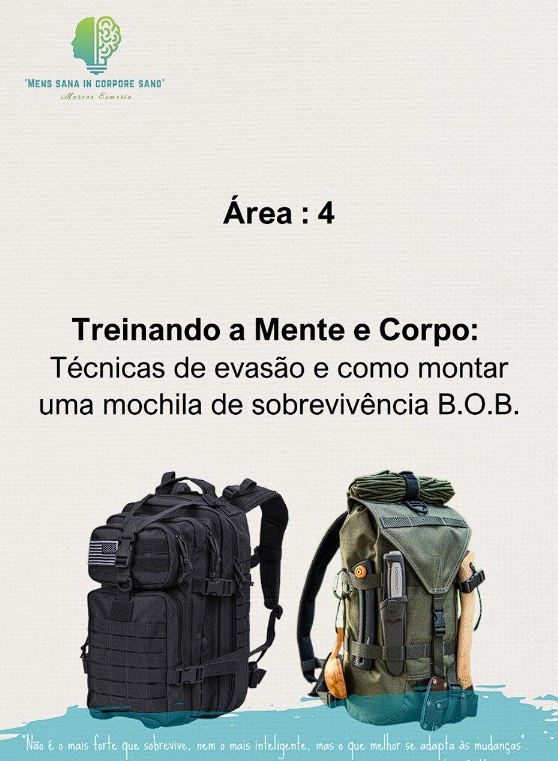 "MENS SANA IN CORPORE SANO"
Marcos Esmeria
Área : 4
Treinando a Mente e Corpo:
Técnicas de evasão e como montar
uma mochila de sobrevivência B.O.B.
"Não é o mais forte que sobrevive, nem o mais inteligente, mas o que melhor se adapta às mudanças".